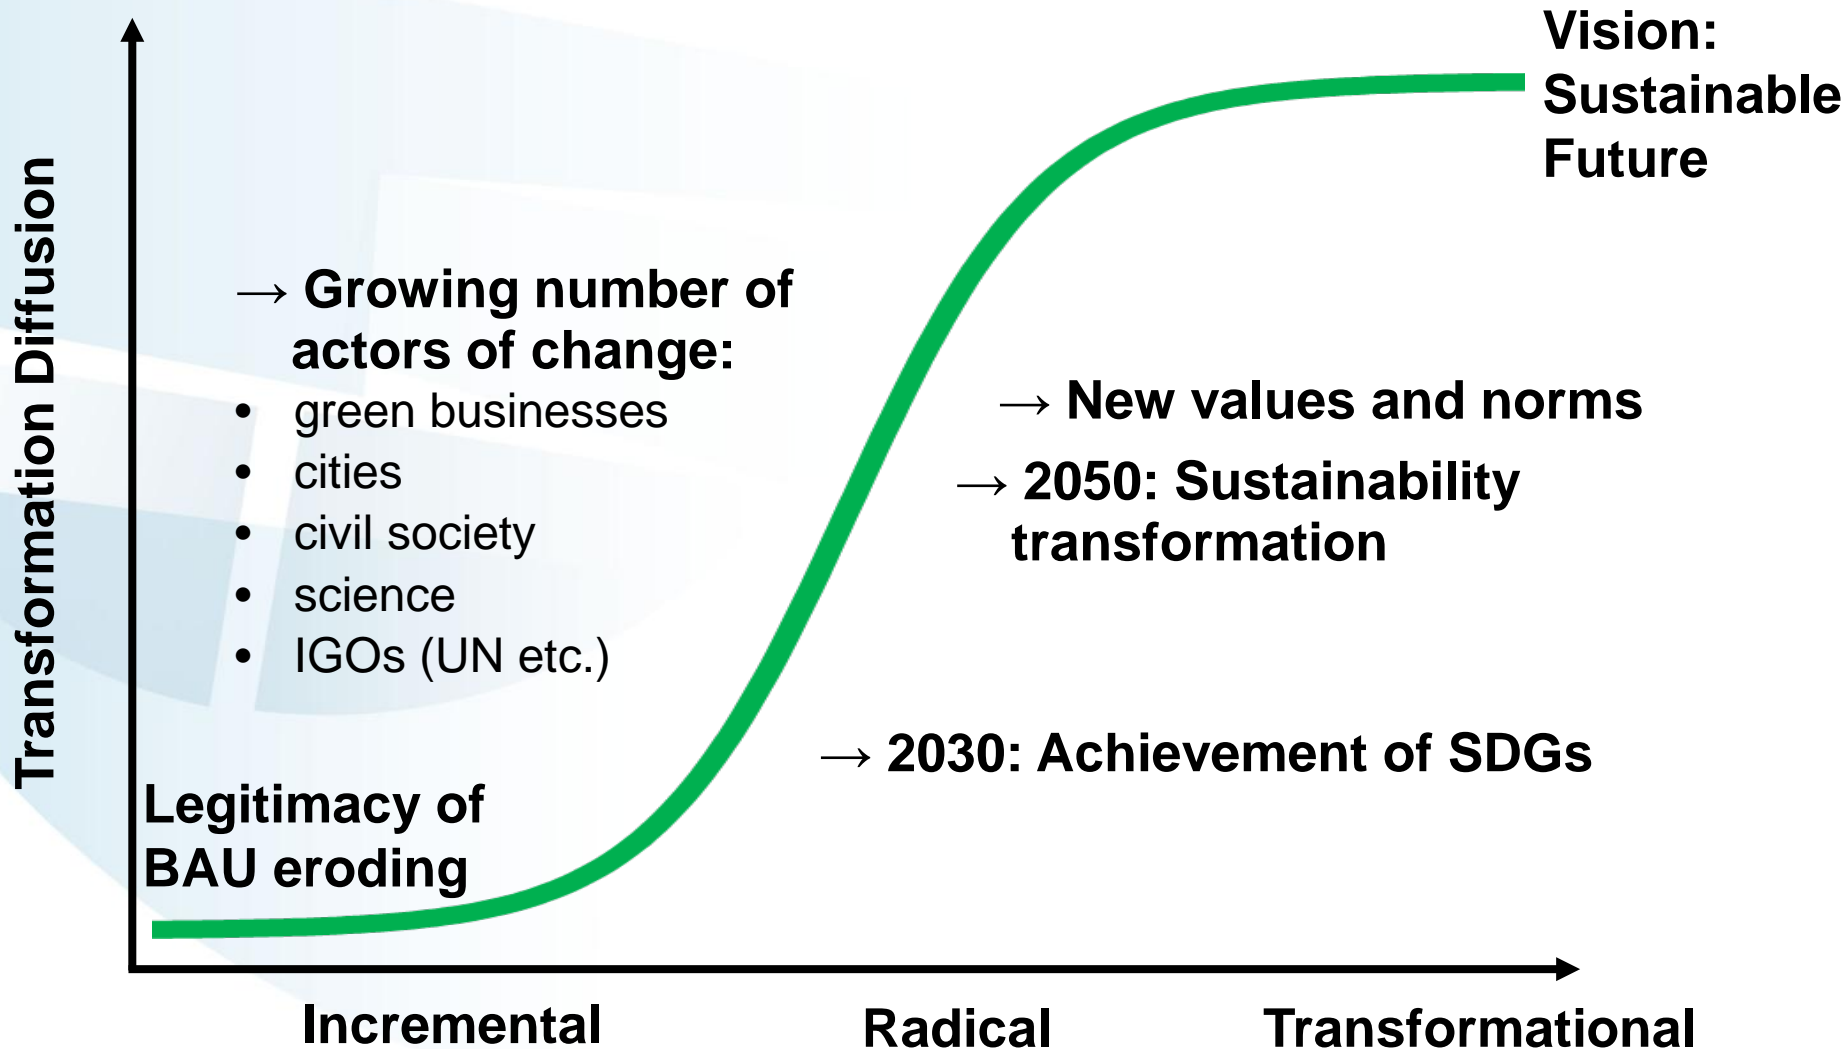 Vision:
Sustainable
Future
Transformation Diffusion
→ Growing number of
actors of change:
• green businesses
• cities
• civil society
• science
• IGOs (UN etc.)
→ New values and norms
→ 2050: Sustainability
transformation
→ 2030: Achievement of SDGs
Legitimacy of
BAU eroding
Incremental
Radical
Transformational